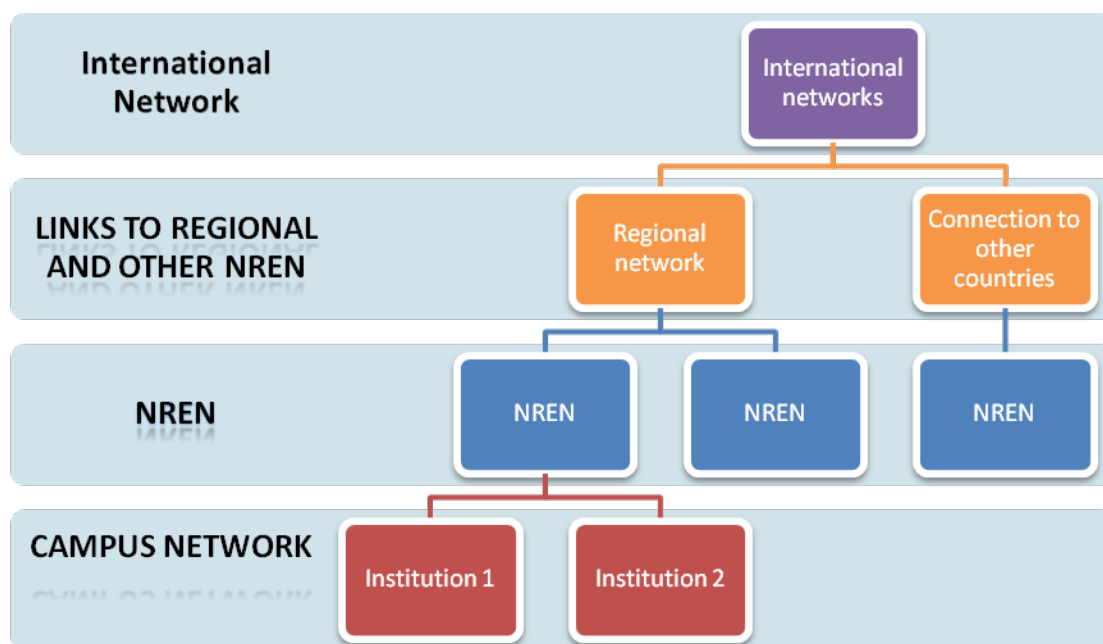 International
Network
International
networks
LINKS TO REGIONAL
AND OTHER NREN
Regional
network
Connection to
other
countries
NREN
NREN
NREN
NREN
CAMPUS NETWORK
Institution 1
Institution 2